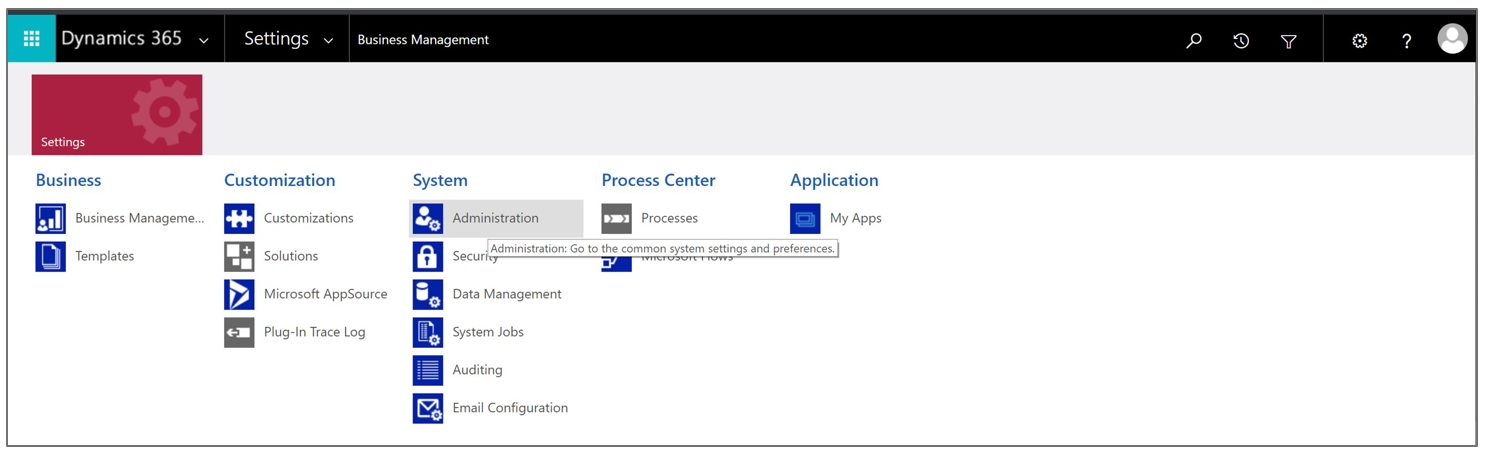 Dynamics 365 Settings Business Management ?
Settings
Business Customization System Process Center Application
Business Manageme... Customizations Administration Processes My Apps
Administration: Go to the common system settings and preferences.
Templates Solutions Security Microsoft Flows
Microsoft AppSource Data Management
Plug-In Trace Log System Jobs
Auditing
Email Configuration